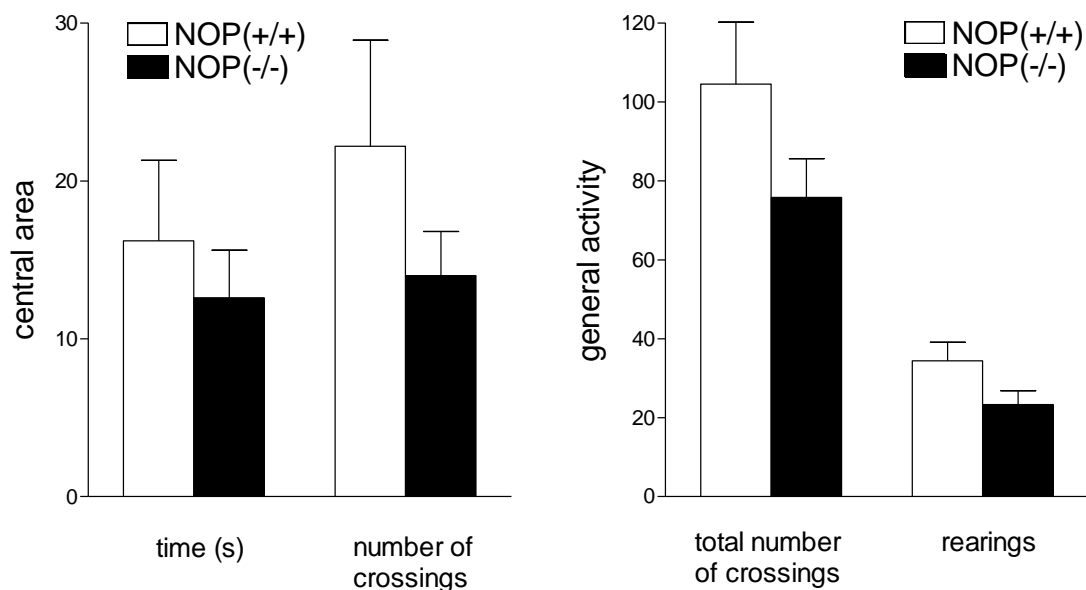 30
20
10
0
central area
NOP(+/+)
NOP(-/-)
time (s)
number of
crossings
120
100
80
60
40
20
0
general activity
NOP(+/+)
NOP(-/-)
total number
of crossings
rearings